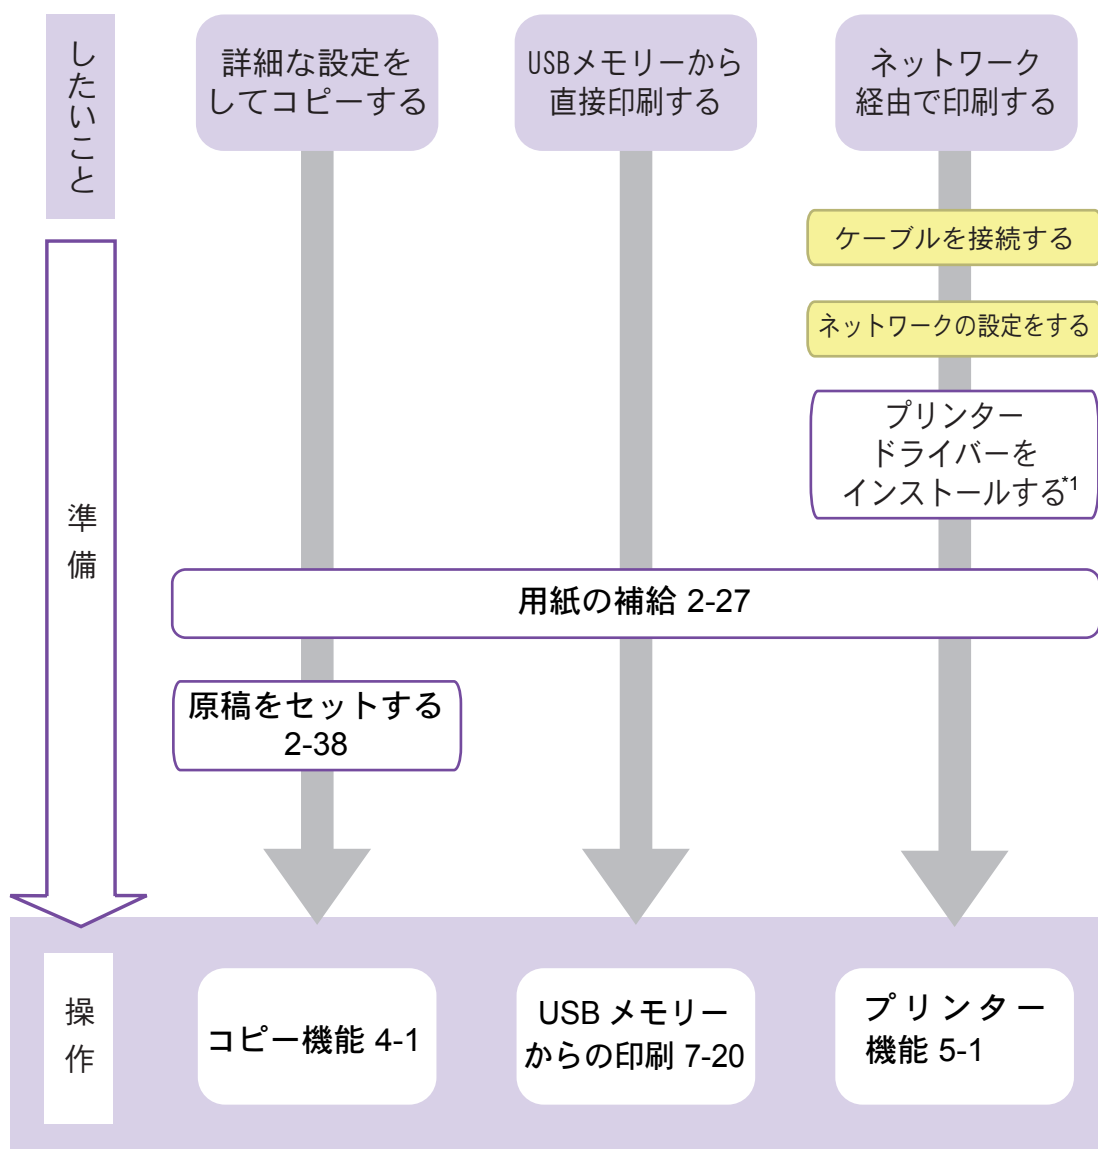 したいこと
詳細な設定を
してコピーする
USBメモリーから
直接印刷する
ネットワーク
経由で印刷する
準備
ケーブルを接続する
ネットワークの設定をする
プリンター
ドライバーを
インストールする*1
用紙の補給 2-27
原稿をセットする
2-38
操作
コピー機能 4-1
USB メモリー
からの印刷 7-20
プリンター
機能 5-1